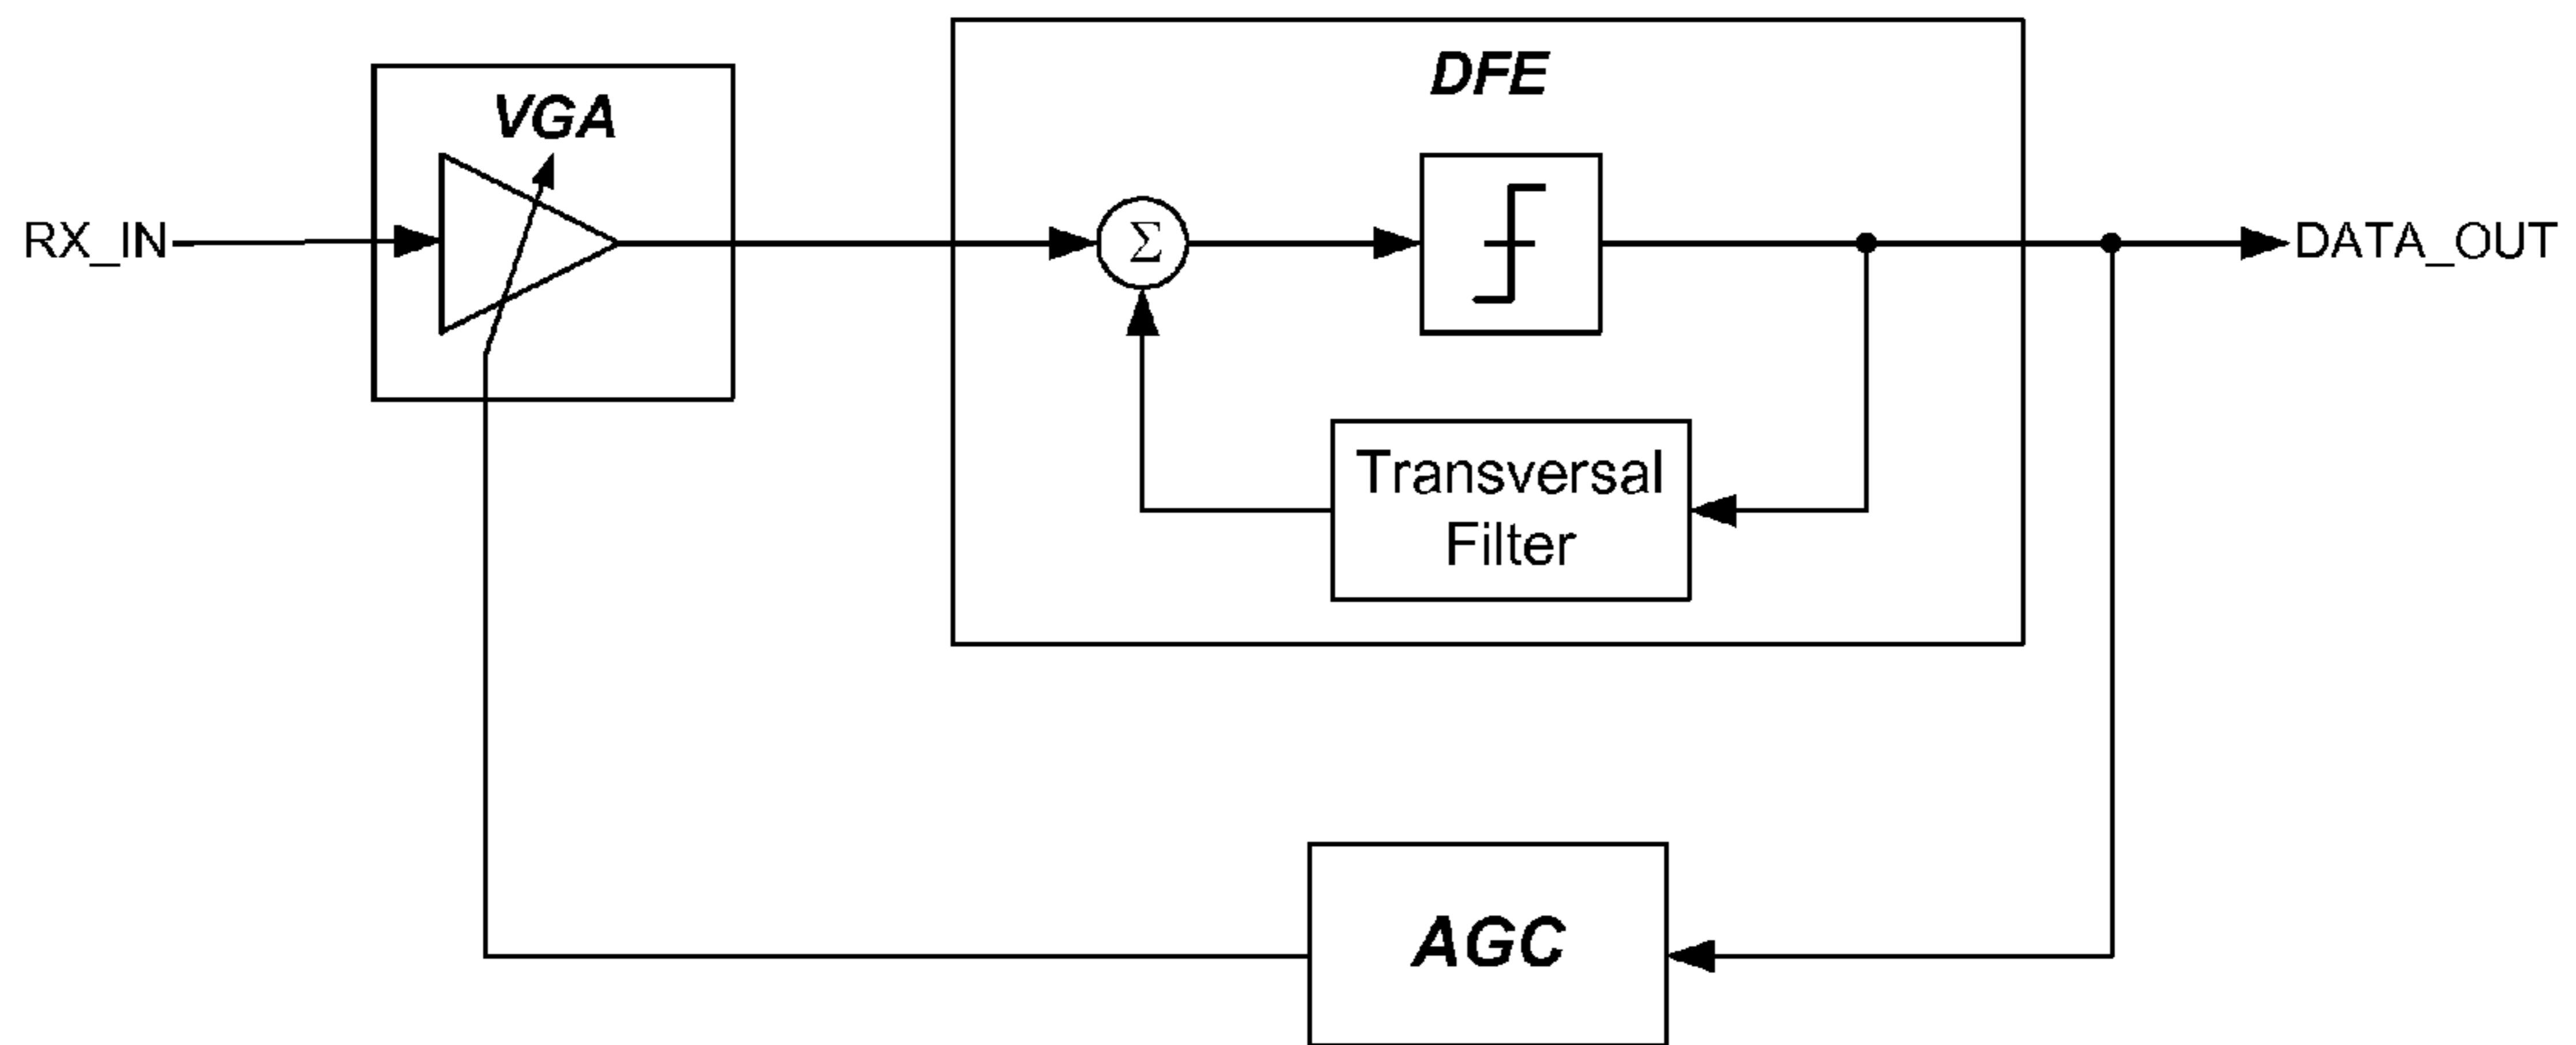 DFE
VGA
RX_IN
Σ
DATA_OUT
Transversal
Filter
AGC